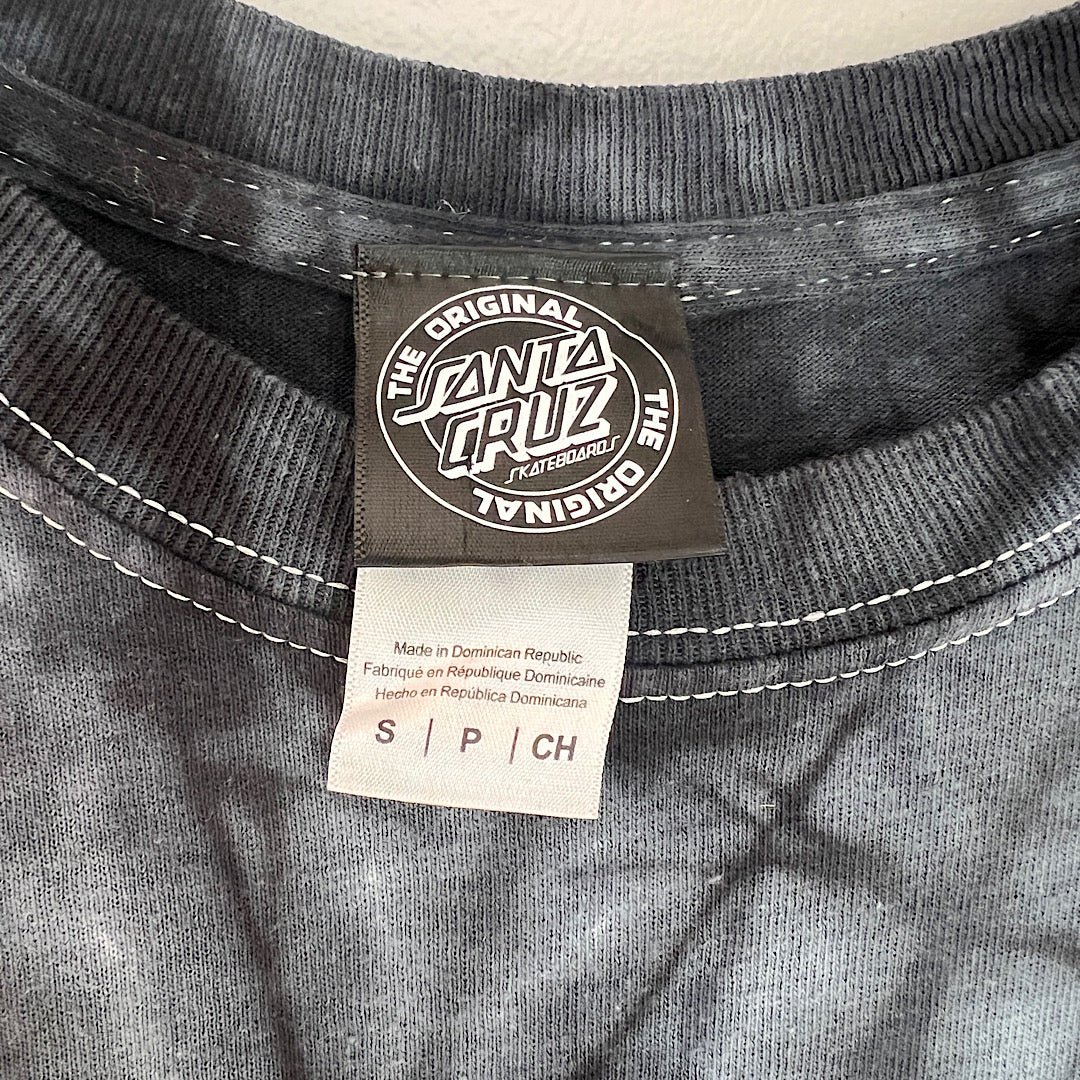 THE ORIGINAL
SANTA
CRUZ
SKATEBOARDS
THE ORIGINAL
Made in Dominican Republic
Fabriqué en République Dominicaine
Hecho en República Dominicana
S | P | CH